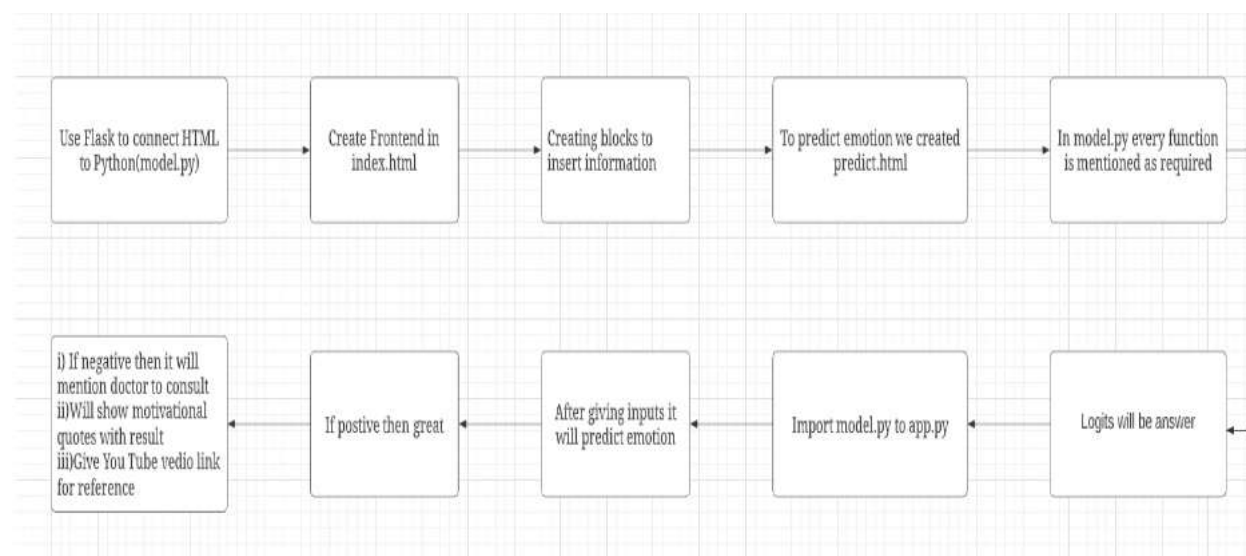 Use Flask to connect HTML
to Python(model.py)
Create Frontend in
index.html
Creating blocks to
insert information
To predict emotion we created
predict.html
In model.py every function
is mentioned as required
Logits will be answer
Import model.py to app.py
After giving inputs it
will predict emotion
If postive then great
i) If negative then it will
mention doctor to consult
ii)Will show motivational
quotes with result
iii)Give You Tube vedio link
for reference